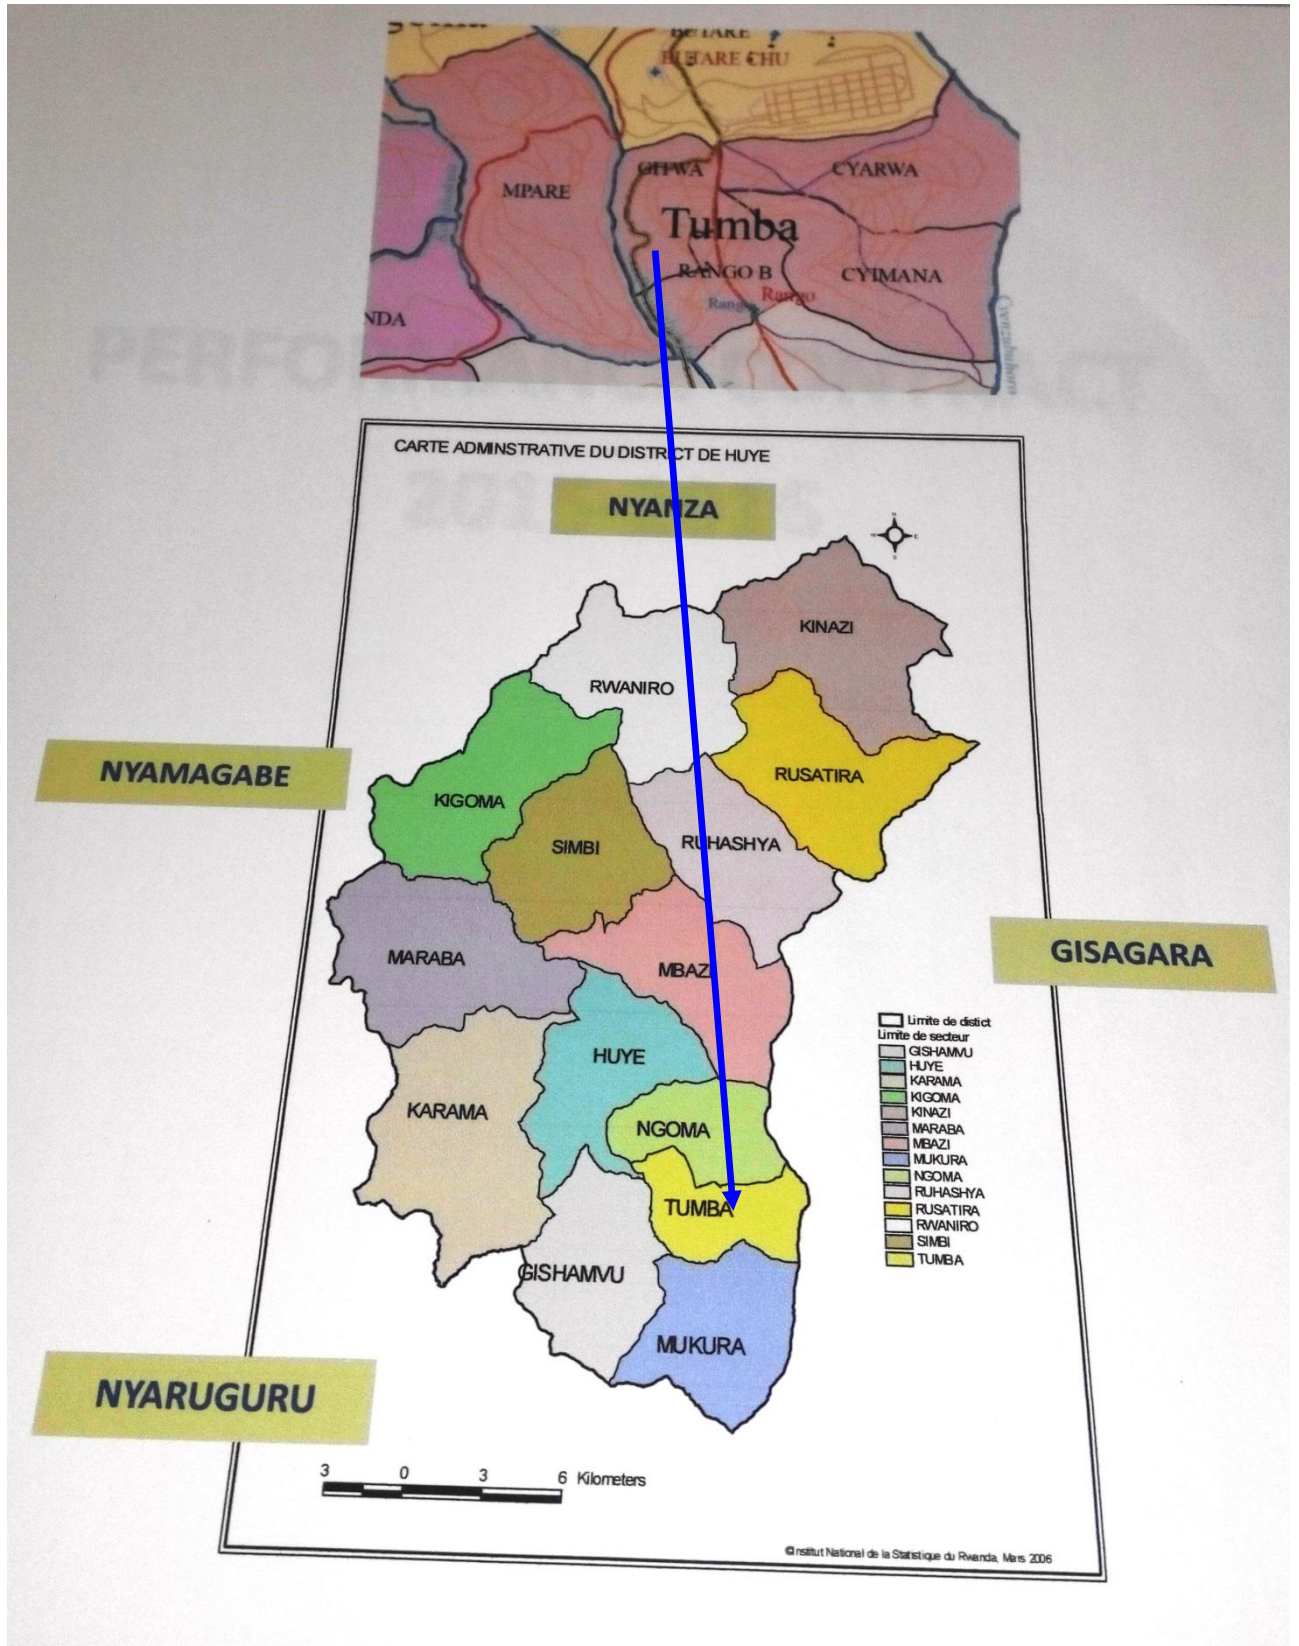 BUTARE
BUTARE CHU
GITWA
CYARWA
MPARE
Tumba
RANGO B
CYIMANA
Rango
Rango
NDA
CARTE ADMINSTRATIVE DU DISTRICT DE HUYE
NYANZA
KINAZI
RWANIRO
NYAMAGABE
RUSATIRA
KIGOMA
SIMBI
RUHASHYA
GISAGARA
MARABA
MBAZI
Limite de distict
Limite de secteur
GISHAMVU
HUYE
KARAMA
KIGOMA
KINAZI
MARABA
MBAZI
MUKURA
NGOMA
RUHASHYA
RUSATIRA
RWANIRO
SIMBI
TUMBA
HUYE
KARAMA
NGOMA
TUMBA
GISHAMVU
MUKURA
NYARUGURU
3 0 3 6 Kilometers
©Institut National de la Statistique du Rwanda, Mars 2006